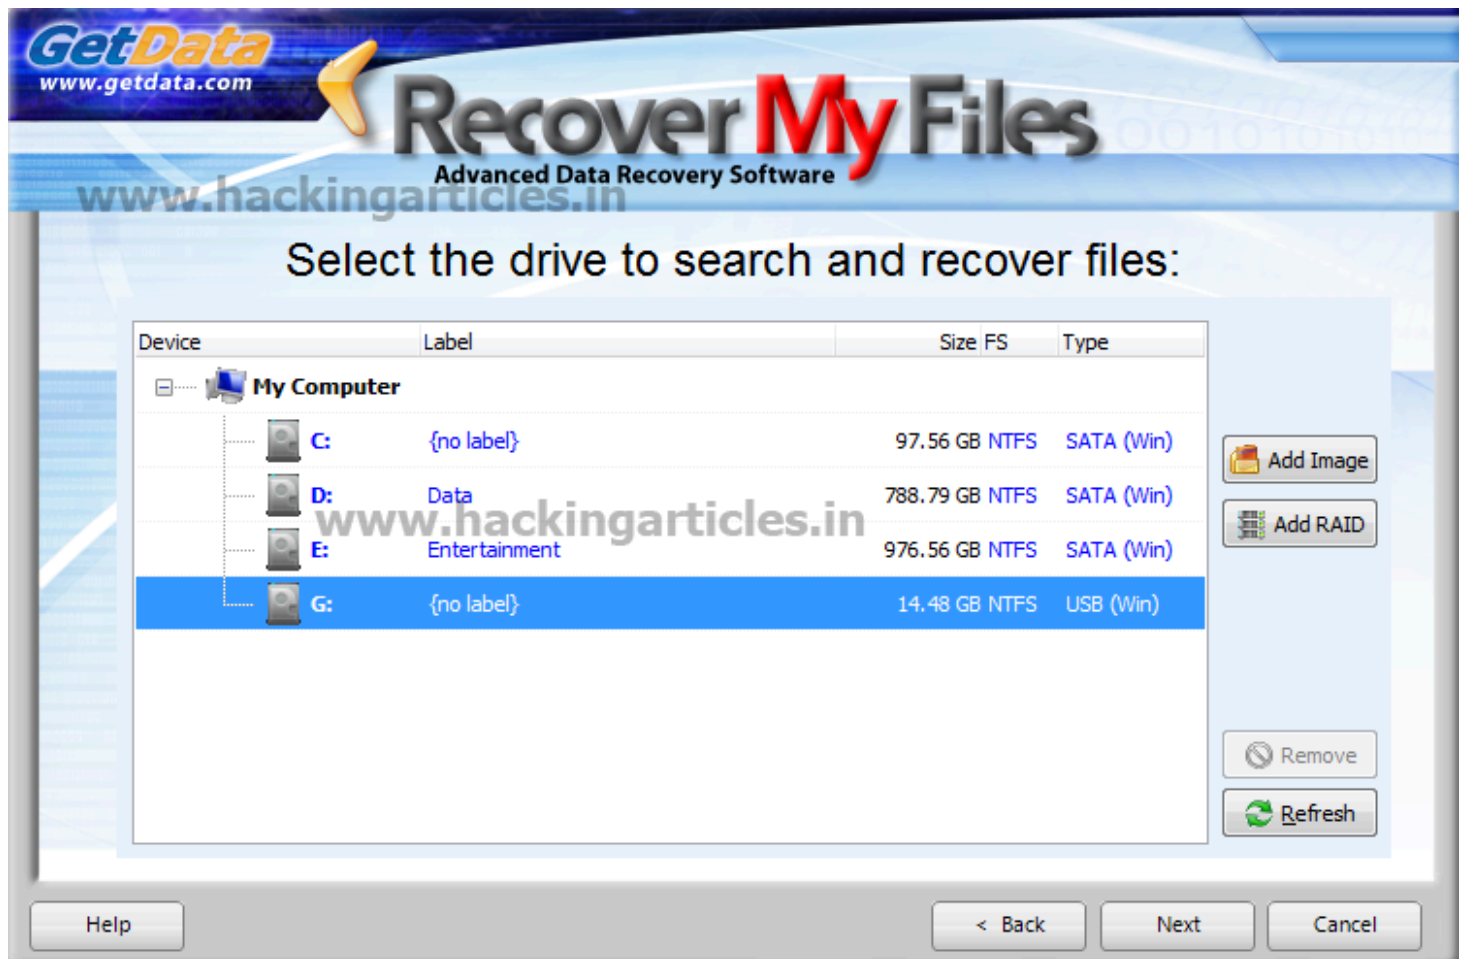 GetData
www.getdata.com
Recover My Files
Advanced Data Recovery Software
www.hackingarticles.in
Select the drive to search and recover files:
Device Label Size FS Type
My Computer
C: {no label} 97.56 GB NTFS SATA (Win)
D: Data 788.79 GB NTFS SATA (Win)
www.hackingarticles.in
E: Entertainment 976.56 GB NTFS SATA (Win)
G: {no label} 14.48 GB NTFS USB (Win)
Add Image
Add RAID
Remove
Refresh
Help < Back Next Cancel